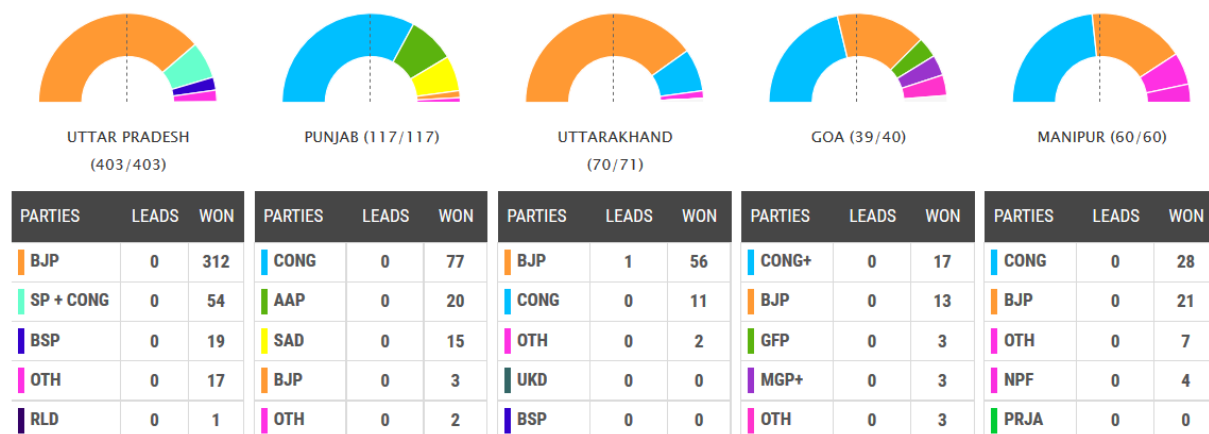 UTTAR PRADESH
(403/403)
PUNJAB (117/117)
UTTARAKHAND
(70/71)
GOA (39/40)
MANIPUR (60/60)
PARTIES LEADS WON
BJP 0 312
SP + CONG 0 54
BSP 0 19
OTH 0 17
RLD 0 1
PARTIES LEADS WON
CONG 0 77
AAP 0 20
SAD 0 15
BJP 0 3
OTH 0 2
PARTIES LEADS WON
BJP 1 56
CONG 0 11
OTH 0 2
UKD 0 0
BSP 0 0
PARTIES LEADS WON
CONG+ 0 17
BJP 0 13
GFP 0 3
MGP+ 0 3
OTH 0 3
PARTIES LEADS WON
CONG 0 28
BJP 0 21
OTH 0 7
NPF 0 4
PRJA 0 0